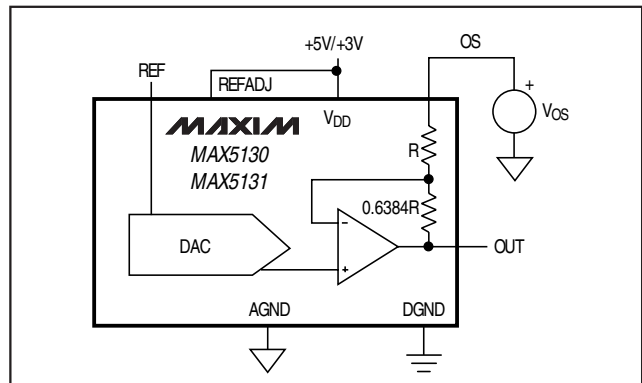 +5V/+3V
OS
REF
REFADJ
+
VOS
VDD
MAXIM
MAX5130
MAX5131
R
0.6384R
-
DAC
+
OUT
AGND
DGND